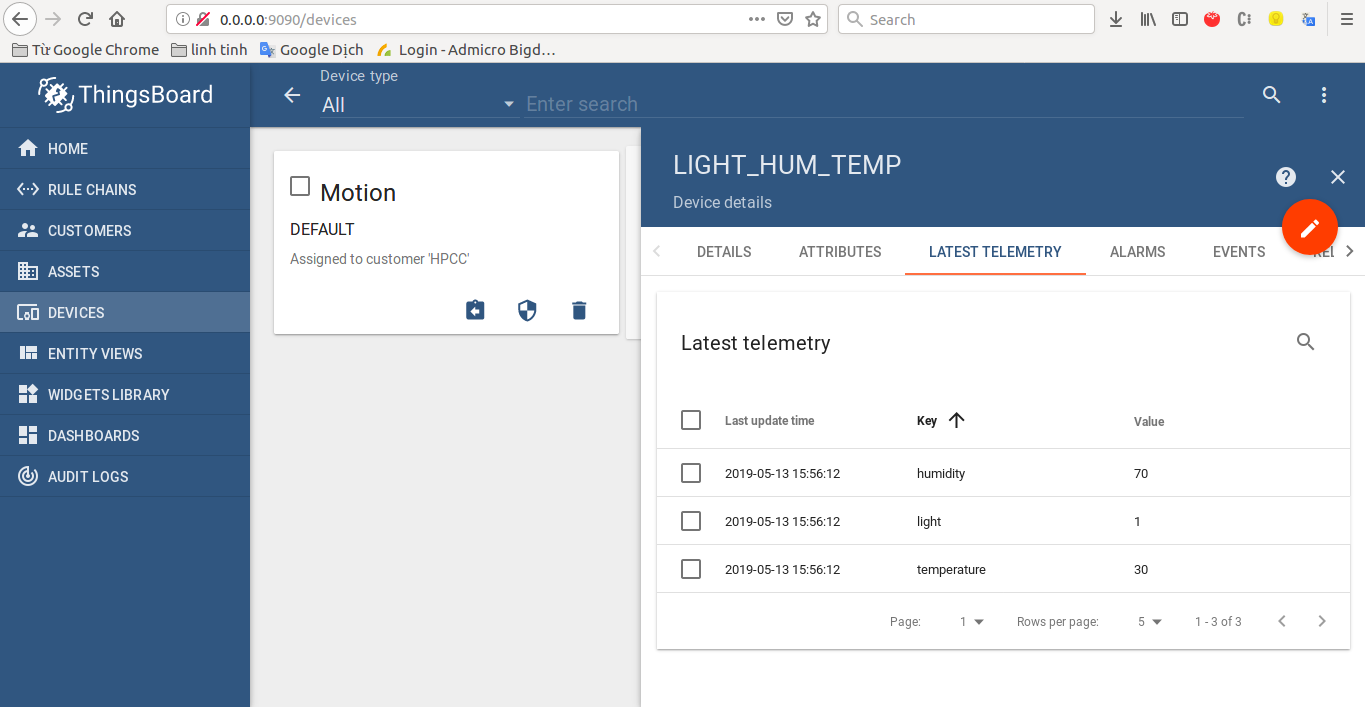 0.0.0.0:9090/devices
Search
Từ Google Chrome linh tinh Google Dịch Login - Admicro Bigd...
ThingsBoard
HOME
RULE CHAINS
CUSTOMERS
ASSETS
DEVICES
ENTITY VIEWS
WIDGETS LIBRARY
DASHBOARDS
AUDIT LOGS
Device type
All
Enter search
Motion
DEFAULT
Assigned to customer 'HPCC'
LIGHT_HUM_TEMP
Device details
DETAILS ATTRIBUTES LATEST TELEMETRY ALARMS EVENTS REL
Latest telemetry
Last update time Key Value
2019-05-13 15:56:12 humidity 70
2019-05-13 15:56:12 light 1
2019-05-13 15:56:12 temperature 30
Page: 1 Rows per page: 5 1 - 3 of 3